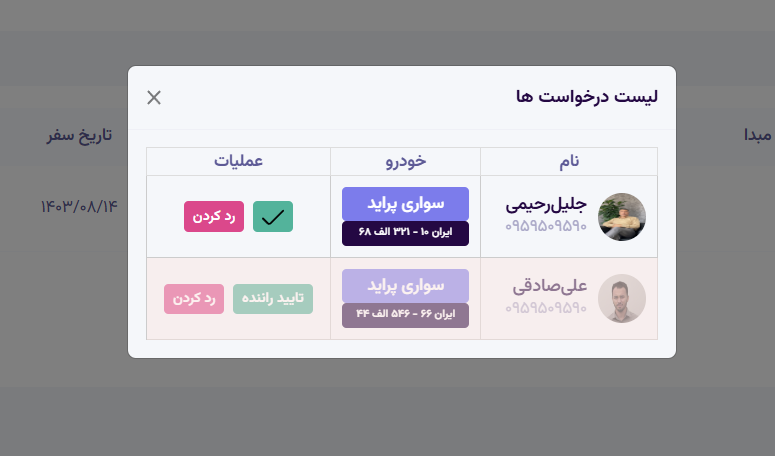 لیست درخواست ها
مبدا
تاریخ سفر
نام
خودرو
عملیات
جلیل‌رحیمی
۰۹۵۹۵۰۹۵۹۰
سواری پراید
ایران ۱۰ - ۳۲۱ الف ۶۸
رد کردن
۱۴۰۳/۰۸/۱۴
علی‌صادقی
۰۹۵۹۵۰۹۵۹۰
سواری پراید
ایران ۶۶ - ۵۴۶ الف ۴۴
تایید راننده
رد کردن